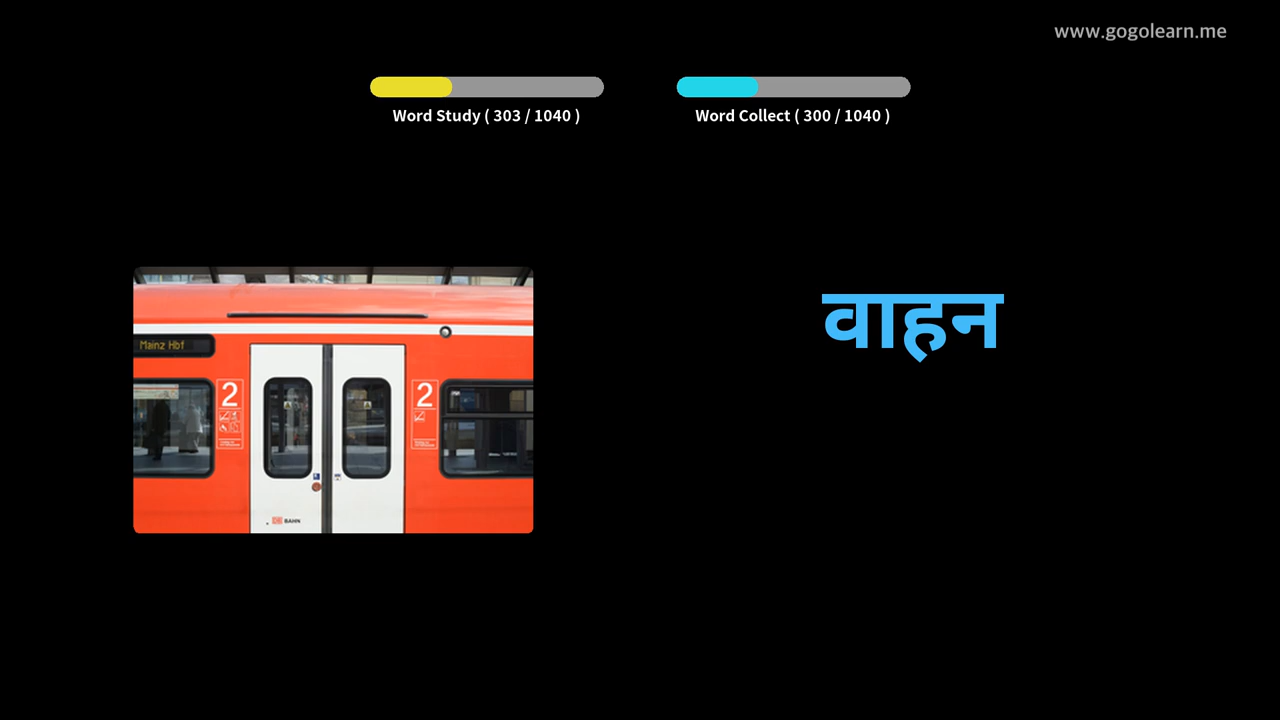 www.gogolearn.me
Word Study ( 303 / 1040 )
Word Collect ( 300 / 1040 )
Mainz Hbf
2
2
वाहन
DB BAHN